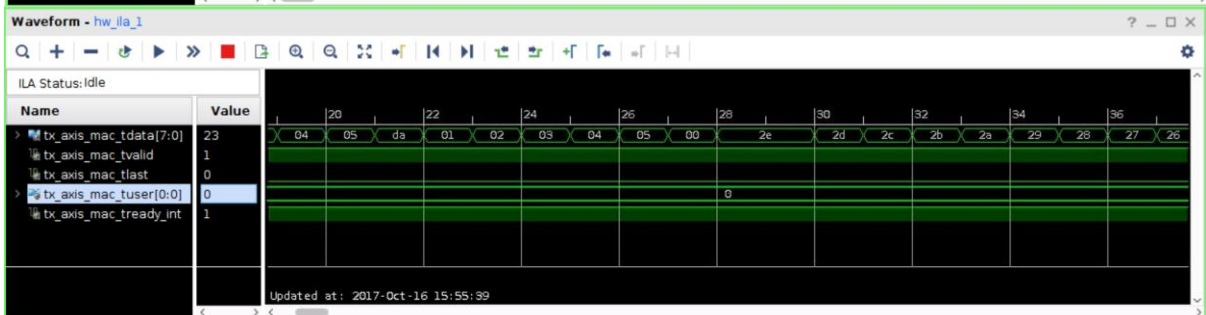 Waveform - hw_ila_1
? _ □ ×
ILA Status: Idle
Name Value
20 22 24 26 28 30 32 34 36
tx_axis_mac_tdata[7:0] 23 04 05 da 01 02 03 04 05 00 2e 2d 2c 2b 2a 29 28 27 26
tx_axis_mac_tvalid 1
tx_axis_mac_tlast 0
tx_axis_mac_tuser[0:0] 0 0
tx_axis_mac_tready_int 1
Updated at: 2017-Oct-16 15:55:39